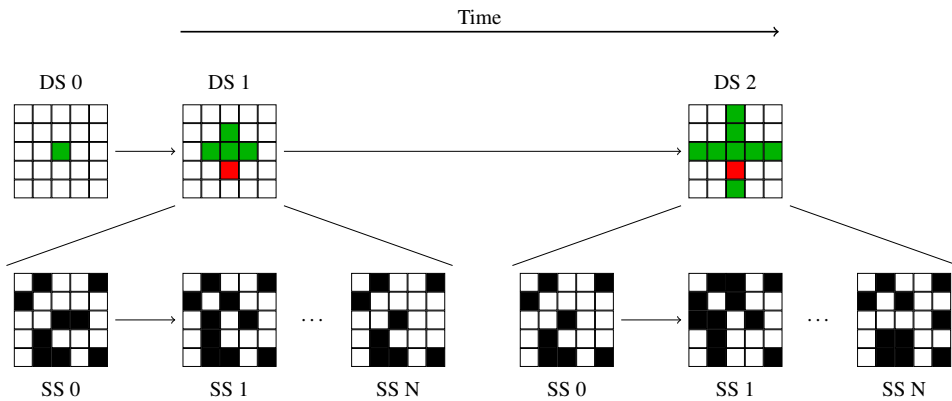 Time
DS 0 DS 1 DS 2
... ...
SS 0 SS 1 SS N SS 0 SS 1 SS N